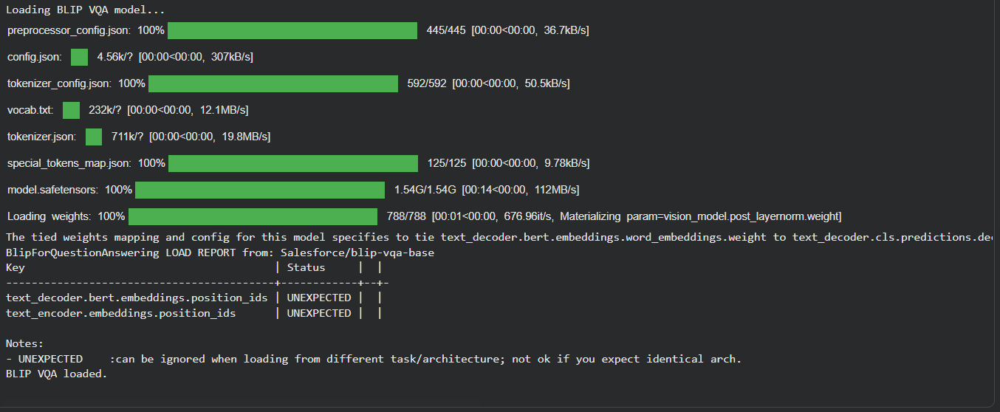 Loading BLIP VQA model...
preprocessor_config.json: 100% 445/445 [00:00<00:00, 36.7kB/s]
config.json: 4.56k/? [00:00<00:00, 307kB/s]
tokenizer_config.json: 100% 592/592 [00:00<00:00, 50.5kB/s]
vocab.txt: 232k/? [00:00<00:00, 12.1MB/s]
tokenizer.json: 711k/? [00:00<00:00, 19.8MB/s]
special_tokens_map.json: 100% 125/125 [00:00<00:00, 9.78kB/s]
model.safetensors: 100% 1.54G/1.54G [00:14<00:00, 112MB/s]
Loading weights: 100% 788/788 [00:01<00:00, 676.96it/s, Materializing param=vision_model.post_layernorm.weight]
The tied weights mapping and config for this model specifies to tie text_decoder.bert.embeddings.word_embeddings.weight to text_decoder.cls.predictions.dec
BlipForQuestionAnswering LOAD REPORT from: Salesforce/blip-vqa-base
Key | Status | |
--------------------------------------------+------------+--+-
text_decoder.bert.embeddings.position_ids | UNEXPECTED | |
text_encoder.embeddings.position_ids | UNEXPECTED | |
Notes:
- UNEXPECTED :can be ignored when loading from different task/architecture; not ok if you expect identical arch.
BLIP VQA loaded.